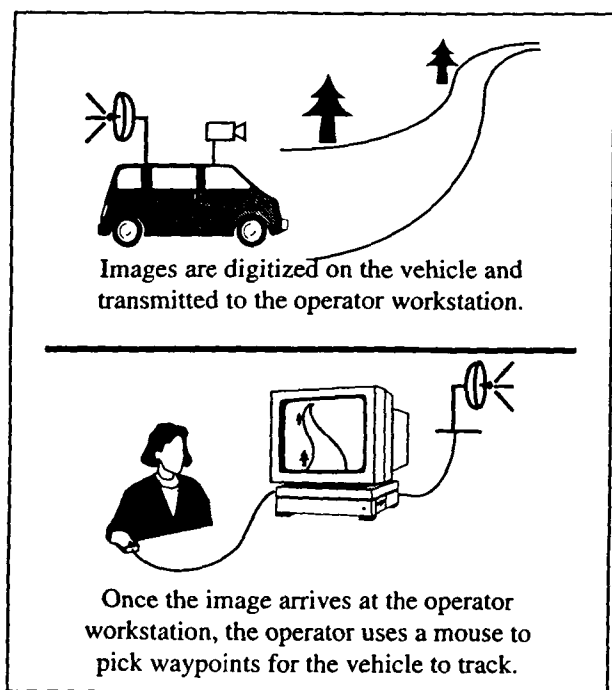 Images are digitized on the vehicle and
transmitted to the operator workstation.
Once the image arrives at the operator
workstation, the operator uses a mouse to
pick waypoints for the vehicle to track.